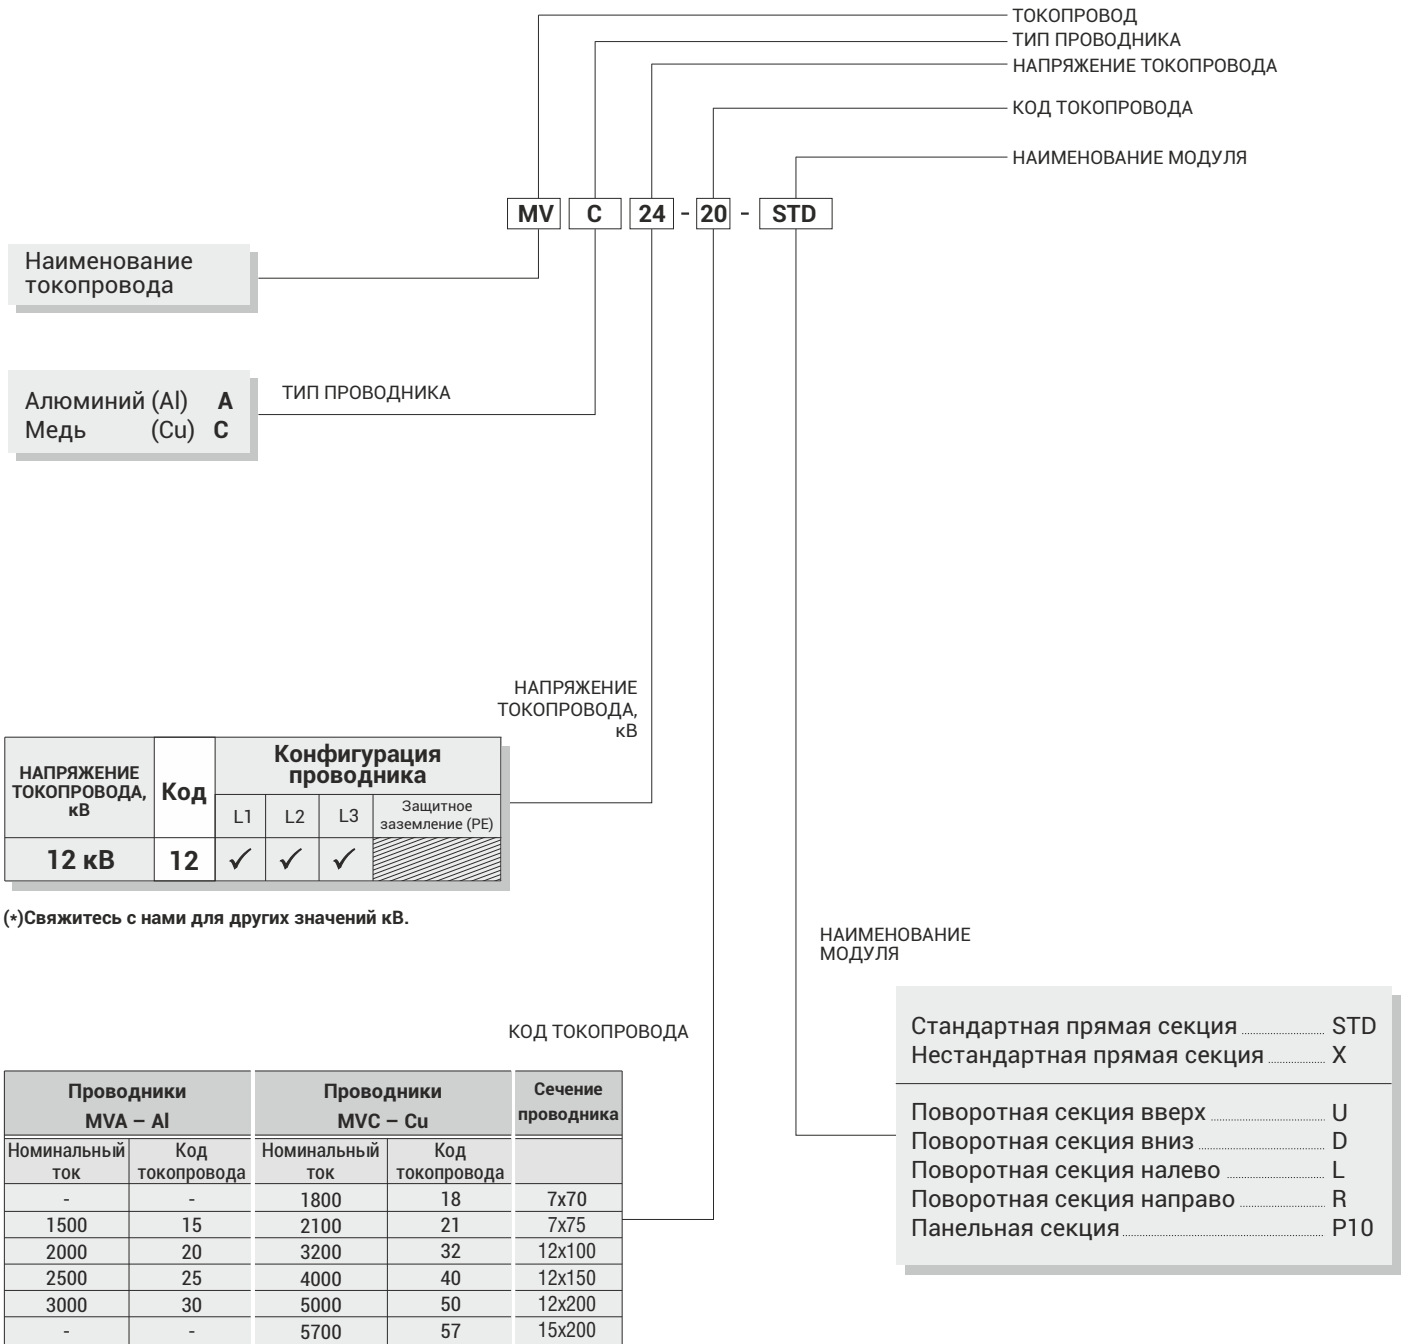 ТОКОПРОВОД
ТИП ПРОВОДНИКА
НАПРЯЖЕНИЕ ТОКОПРОВОДА
КОД ТОКОПРОВОДА
НАИМЕНОВАНИЕ МОДУЛЯ
MV C 24 - 20 - STD
Наименование
токопровода
Алюминий (Al) A
Медь (Cu) C
ТИП ПРОВОДНИКА
НАПРЯЖЕНИЕ
ТОКОПРОВОДА,
кВ
НАПРЯЖЕНИЕ
ТОКОПРОВОДА,
кВ
Код
Конфигурация
проводника
L1 L2 L3 Защитное
заземление (PE)
12 кВ 12 ✓ ✓ ✓
(*)Свяжитесь с нами для других значений кВ.
НАИМЕНОВАНИЕ
МОДУЛЯ
Стандартная прямая секция STD
Нестандартная прямая секция X
Поворотная секция вверх U
Поворотная секция вниз D
Поворотная секция налево L
Поворотная секция направо R
Панельная секция P10
КОД ТОКОПРОВОДА
Проводники Проводники Сечение
MVA – Al MVC – Cu проводника
Номинальный Код Номинальный Код
ток токопровода ток токопровода
- - 1800 18 7x70
1500 15 2100 21 7x75
2000 20 3200 32 12x100
2500 25 4000 40 12x150
3000 30 5000 50 12x200
- - 5700 57 15x200